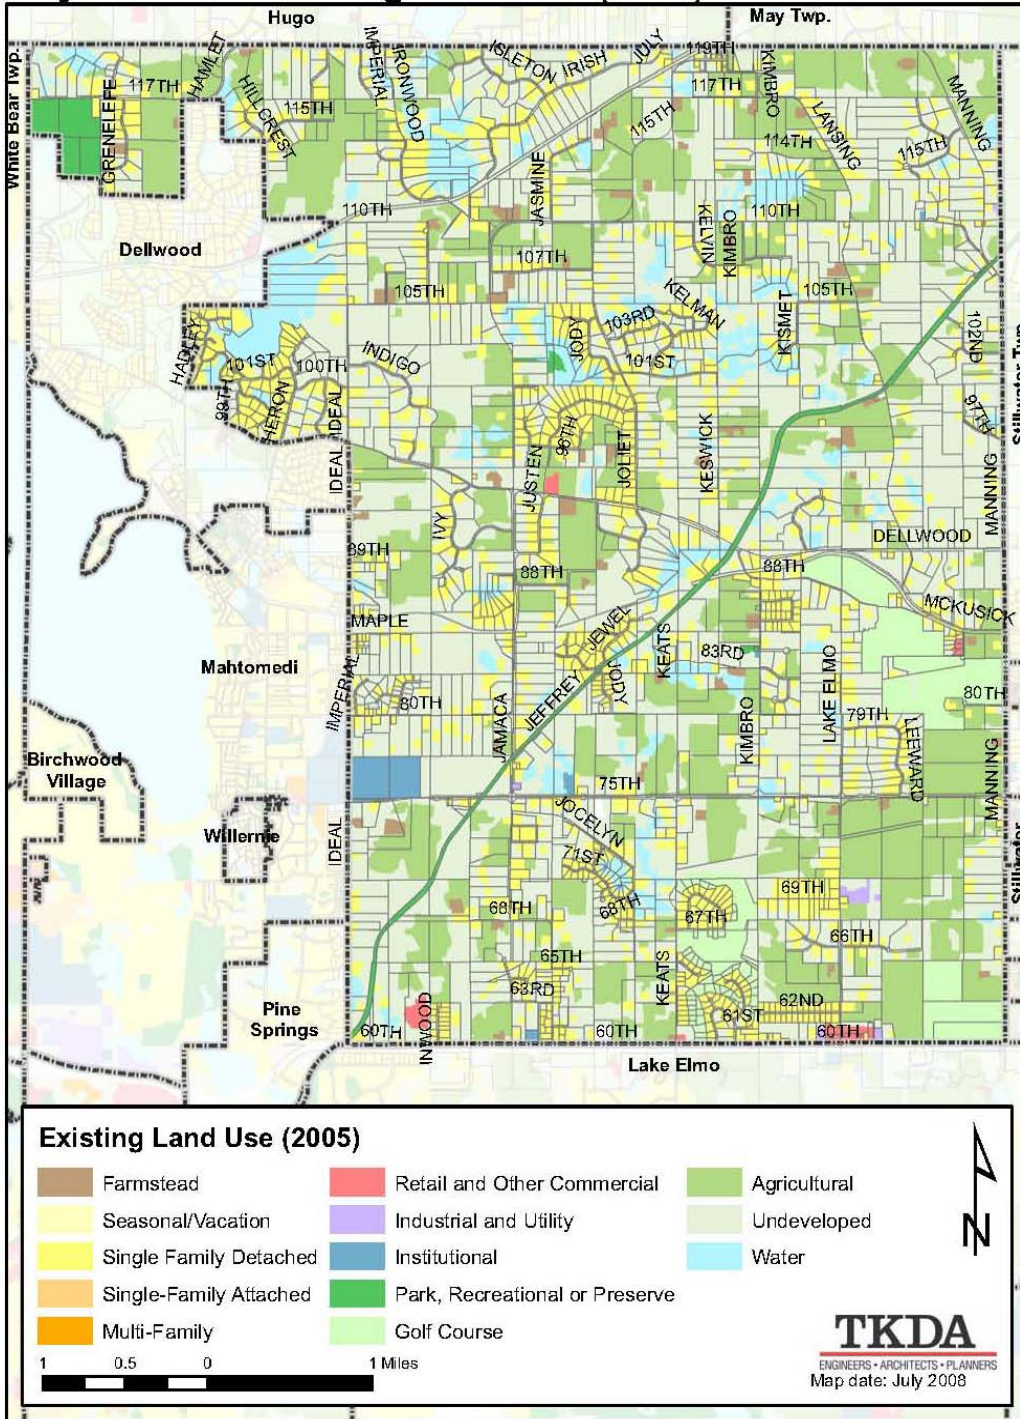 Hugo
May Twp.
White Bear Twp.
117TH
HAMLET
GRENELEFE
HILLCREST
115TH
IMPERIAL
IRONWOOD
ISLETON
IRISH
JULY
119TH
117TH
KIMBRO
LANSING
MANNING
115TH
114TH
115TH
JASMINE
110TH
KELVIN
KIMBRO
110TH
Dellwood
107TH
105TH
KELMAN
105TH
KISMET
HADLEY
103RD
JODY
101ST
102ND
Stillwater Twp.
101ST
100TH
INDIGO
99TH
HERON
IDEAL
97TH
96TH
JUSTEN
JOLIET
KESWICK
IDEAL
MANNING
IVY
DELLWOOD
89TH
88TH
88TH
MAPLE
MCKUSICK
JEWEL
KEATS
83RD
Mahtomedi
IMPERIAL
80TH
JODY
JEFFREY
LAKE ELMO
80TH
JAMACA
KIMBRO
79TH
LEEWARD
Birchwood
Village
75TH
MANNING
JOCELYN
Willernie
IDEAL
71ST
Stillwater
69TH
68TH
68TH
67TH
66TH
65TH
KEATS
63RD
62ND
Pine
Springs
INWOOD
61ST
60TH
60TH
60TH
Lake Elmo
Existing Land Use (2005)
Farmstead
Seasonal/Vacation
Single Family Detached
Single-Family Attached
Multi-Family
Retail and Other Commercial
Industrial and Utility
Institutional
Park, Recreational or Preserve
Golf Course
Agricultural
Undeveloped
Water
N
1 0.5 0 1 Miles
TKDA
ENGINEERS • ARCHITECTS • PLANNERS
Map date: July 2008